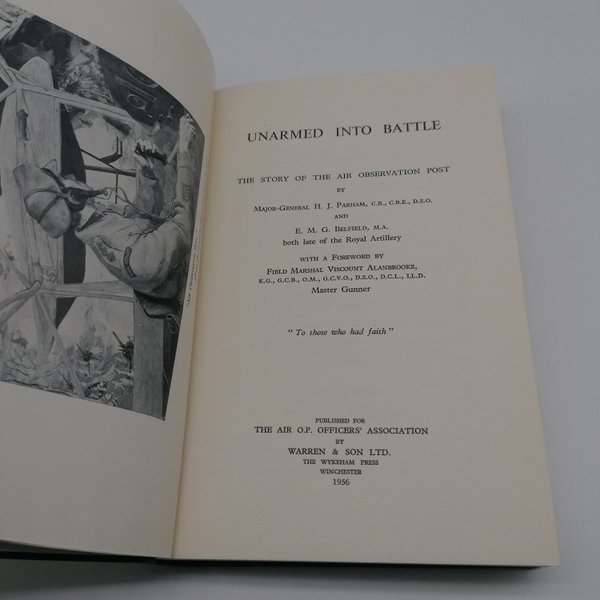 UNARMED INTO BATTLE
THE STORY OF THE AIR OBSERVATION POST
BY
MAJOR-GENERAL H. J. PARHAM, C.B., C.B.E., D.S.O.
AND
E. M. G. BELFIELD, M.A.
both late of the Royal Artillery
WITH A FOREWORD BY
FIELD MARSHAL VISCOUNT ALANBROOKE,
K.G., G.C.B., O.M., G.C.V.O., D.S.O., D.C.L., LL.D.
Master Gunner
"To those who had faith"
PUBLISHED FOR
THE AIR O.P. OFFICERS' ASSOCIATION
BY
WARREN & SON LTD.
THE WYKEHAM PRESS
WINCHESTER
1956